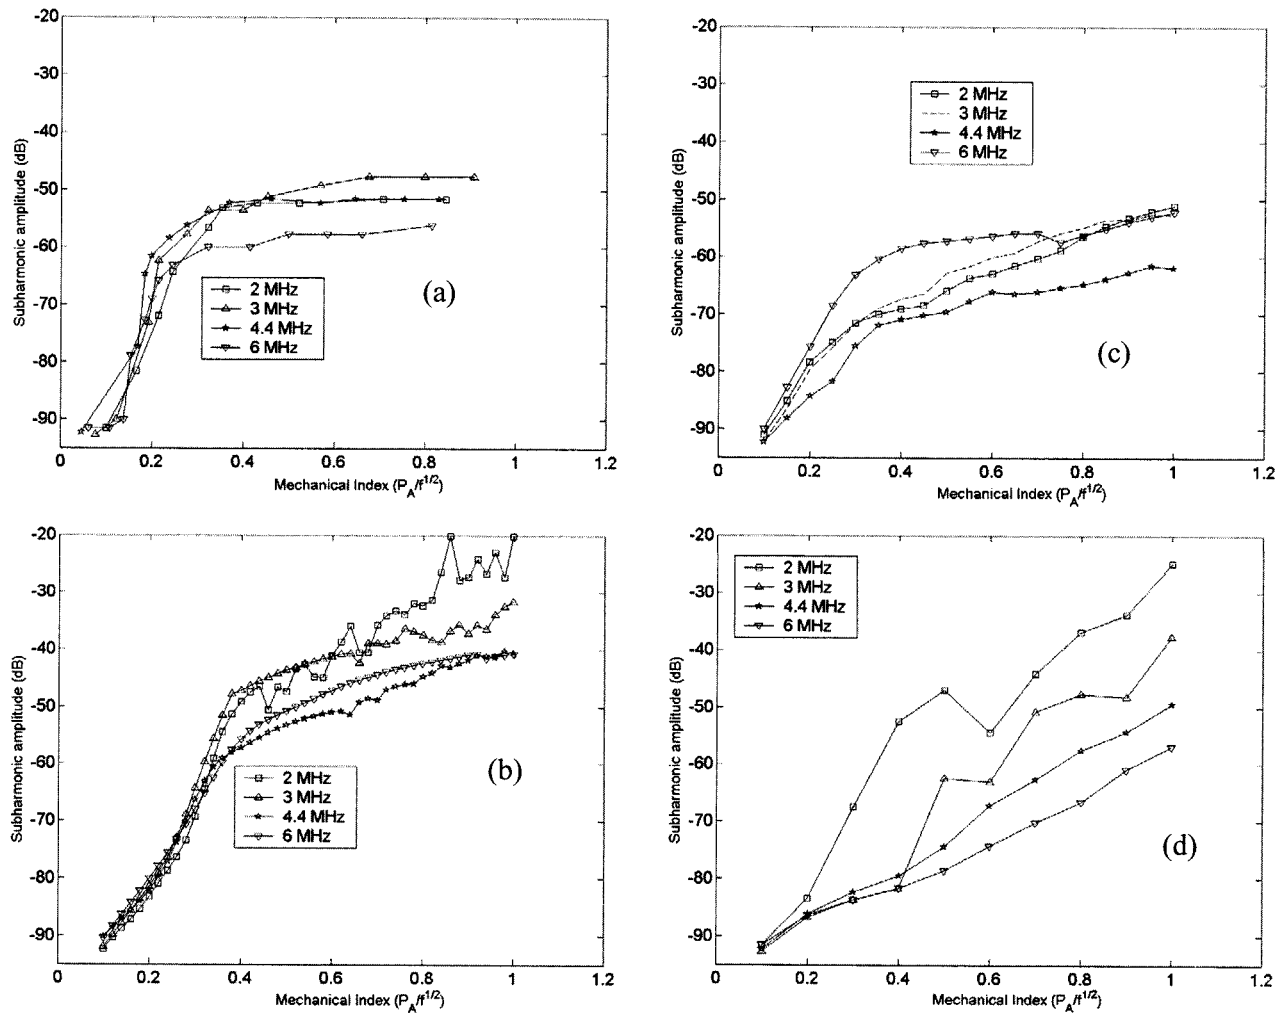 -20
-30
-40
-50
-60
-70
-80
-90
Subharmonic amplitude (dB)
2 MHz
3 MHz
4.4 MHz
6 MHz
(a)
0 0.2 0.4 0.6 0.8 1 1.2
Mechanical Index (P_A/f^1/2)
-20
-30
-40
-50
-60
-70
-80
-90
Subharmonic amplitude (dB)
2 MHz
3 MHz
4.4 MHz
6 MHz
(c)
0 0.2 0.4 0.6 0.8 1 1.2
Mechanical Index (P_A/f^1/2)
-20
-30
-40
-50
-60
-70
-80
-90
Subharmonic amplitude (dB)
2 MHz
3 MHz
4.4 MHz
6 MHz
(b)
0 0.2 0.4 0.6 0.8 1 1.2
Mechanical Index (P_A/f^1/2)
-20
-30
-40
-50
-60
-70
-80
-90
Subharmonic amplitude (dB)
2 MHz
3 MHz
4.4 MHz
6 MHz
(d)
0 0.2 0.4 0.6 0.8 1 1.2
Mechanical Index (P_A/f^1/2)